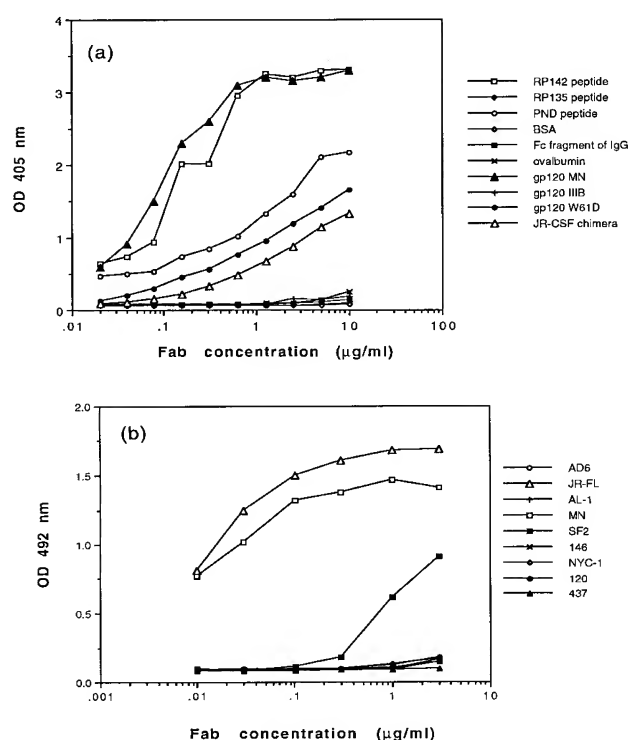 (a)
4
3
2
1
0
.01
.1
1
10
100
OD 405 nm
Fab concentration (µg/ml)
RP142 peptide
RP135 peptide
PND peptide
BSA
Fc fragment of IgG
ovalbumin
gp120 MN
gp120 IIIB
gp120 W61D
JR-CSF chimera
(b)
2.0
1.5
1.0
0.5
0.0
.001
.01
.1
1
10
OD 492 nm
Fab concentration (µg/ml)
AD6
JR-FL
AL-1
MN
SF2
146
NYC-1
120
437